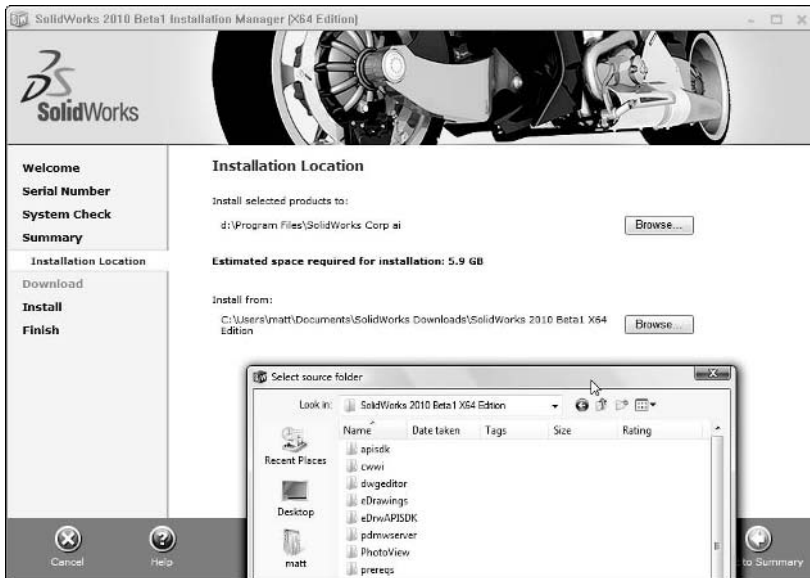 SolidWorks 2010 Beta1 Installation Manager (X64 Edition)
SolidWorks
Welcome
Serial Number
System Check
Summary
Installation Location
Download
Install
Finish
Installation Location
Install selected products to:
d:\Program Files\SolidWorks Corp ai
Browse...
Estimated space required for installation: 5.9 GB
Install from:
C:\Users\matt\Documents\SolidWorks Downloads\SolidWorks 2010 Beta1 X64
Edition
Browse...
Select source folder
Look in:
SolidWorks 2010 Beta1 X64 Edition
Recent Places
Desktop
matt
Name Date taken Tags Size Rating
apisdk
cwwi
dwgeditor
eDrawings
eDrwAPISDK
pdmwserver
PhotoView
prereqs
Cancel
Help
to Summary